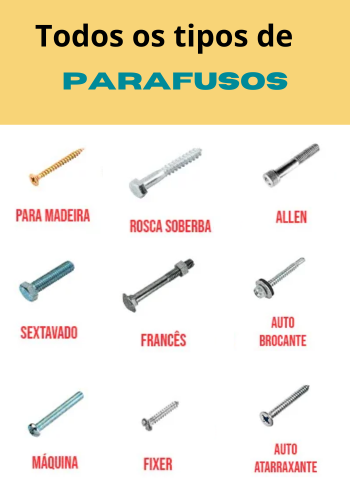 Todos os tipos de
PARAFUSOS
PARA MADEIRA
ROSCA SOBERBA
ALLEN
SEXTAVADO
FRANCÊS
AUTO
BROCANTE
MÁQUINA
FIXER
AUTO
ATARRAXANTE